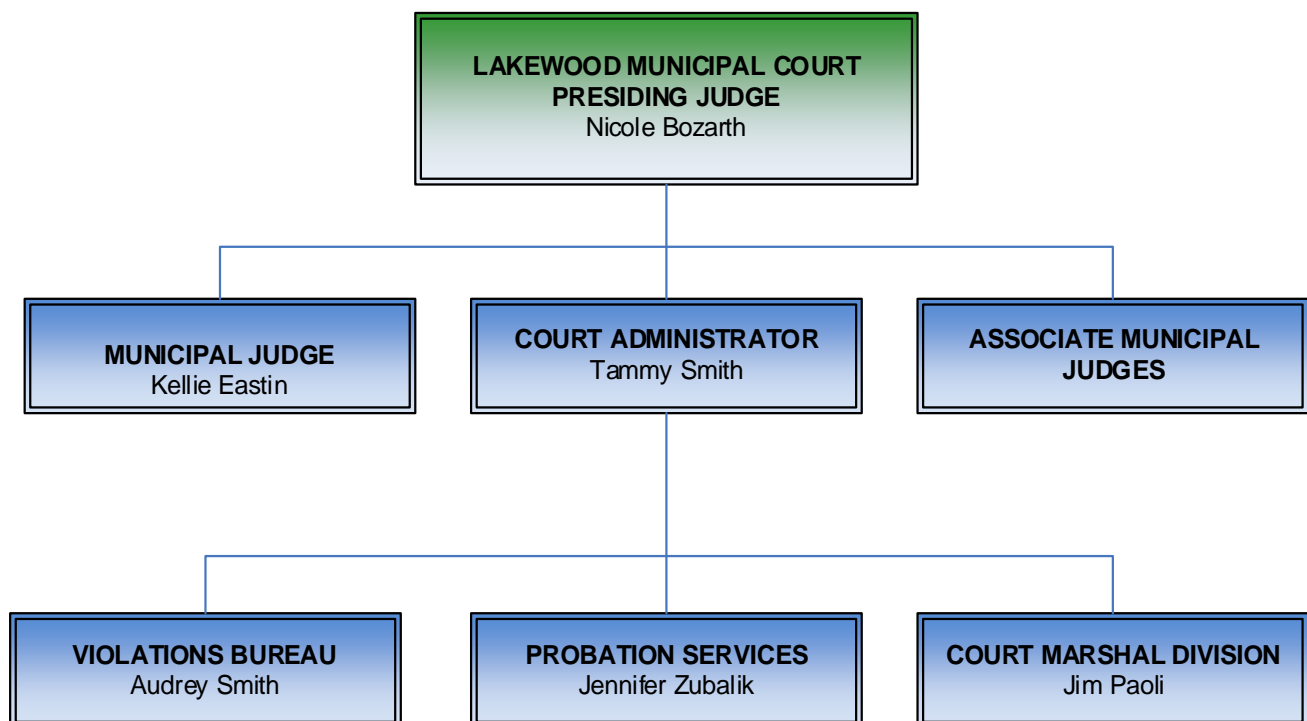 LAKEWOOD MUNICIPAL COURT
PRESIDING JUDGE
Nicole Bozarth
MUNICIPAL JUDGE
Kellie Eastin
COURT ADMINISTRATOR
Tammy Smith
ASSOCIATE MUNICIPAL
JUDGES
VIOLATIONS BUREAU
Audrey Smith
PROBATION SERVICES
Jennifer Zubalik
COURT MARSHAL DIVISION
Jim Paoli